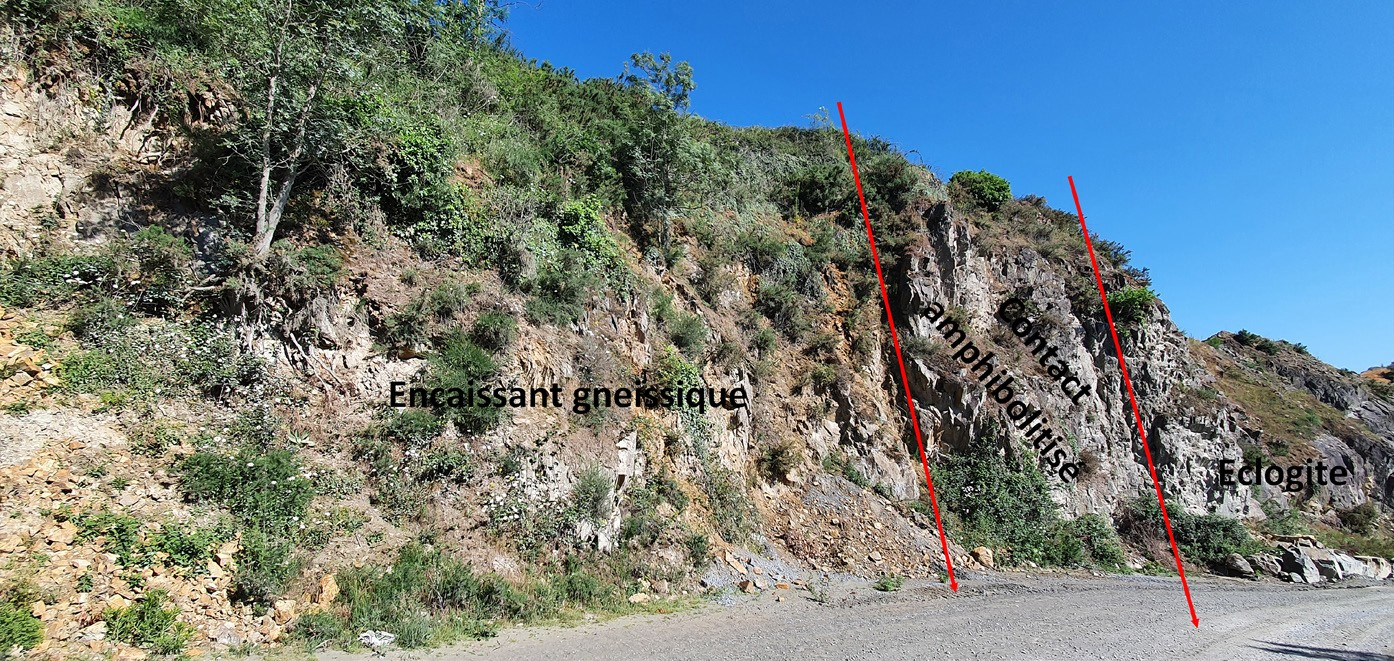 Encaissant gneissique
Contact
amphibolitisé
Eclogite